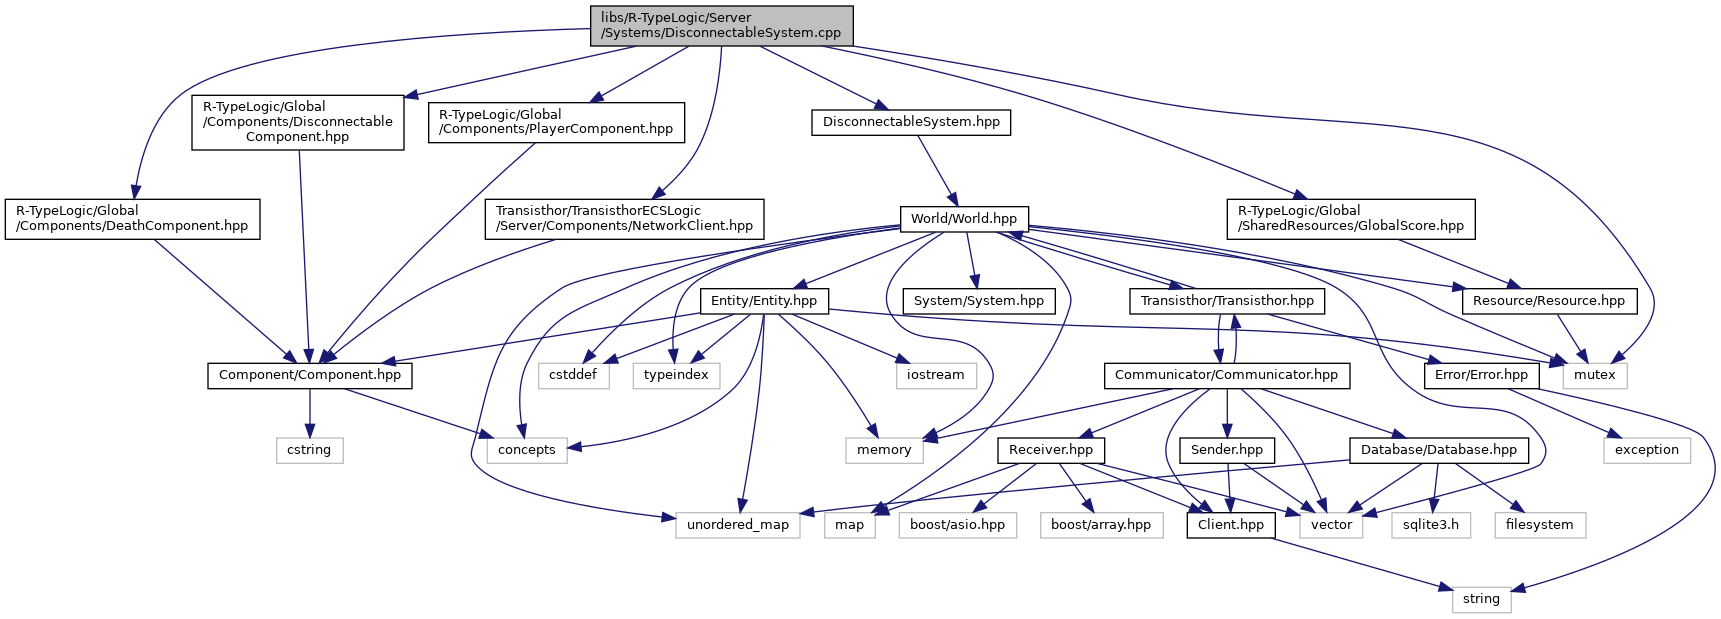 libs/R-TypeLogic/Server
/Systems/DisconnectableSystem.cpp
R-TypeLogic/Global
/Components/Disconnectable
Component.hpp
R-TypeLogic/Global
/Components/PlayerComponent.hpp
DisconnectableSystem.hpp
R-TypeLogic/Global
/Components/DeathComponent.hpp
Transisthor/TransisthorECSLogic
/Server/Components/NetworkClient.hpp
World/World.hpp
R-TypeLogic/Global
/SharedResources/GlobalScore.hpp
Entity/Entity.hpp
System/System.hpp
Transisthor/Transisthor.hpp
Resource/Resource.hpp
Component/Component.hpp
cstddef
typeindex
iostream
Communicator/Communicator.hpp
Error/Error.hpp
mutex
cstring
concepts
memory
Receiver.hpp
Sender.hpp
Database/Database.hpp
exception
unordered_map
map
boost/asio.hpp
boost/array.hpp
Client.hpp
vector
sqlite3.h
filesystem
string